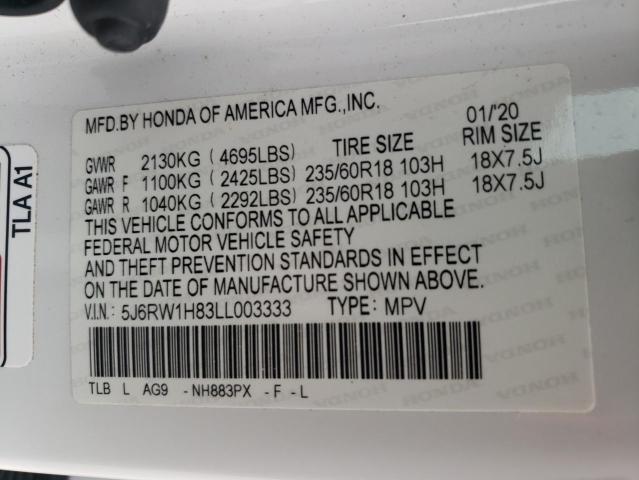 MFD.BY HONDA OF AMERICA MFG.,INC. 01/'20
GVWR 2130KG (4695LBS) TIRE SIZE RIM SIZE
GAWR F 1100KG (2425LBS) 235/60R18 103H 18X7.5J
GAWR R 1040KG (2292LBS) 235/60R18 103H 18X7.5J
THIS VEHICLE CONFORMS TO ALL APPLICABLE
FEDERAL MOTOR VEHICLE SAFETY
AND THEFT PREVENTION STANDARDS IN EFFECT
ON THE DATE OF MANUFACTURE SHOWN ABOVE.
V.I.N.: 5J6RW1H83LL003333 TYPE: MPV
TLB L AG9 -NH883PX -F -L
TLA A1